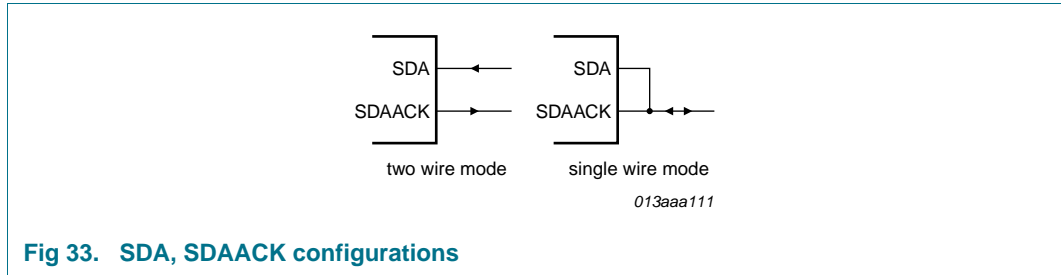 SDA
SDA
SDAACK
SDAACK
two wire mode
single wire mode
013aaa111
Fig 33. SDA, SDAACK configurations